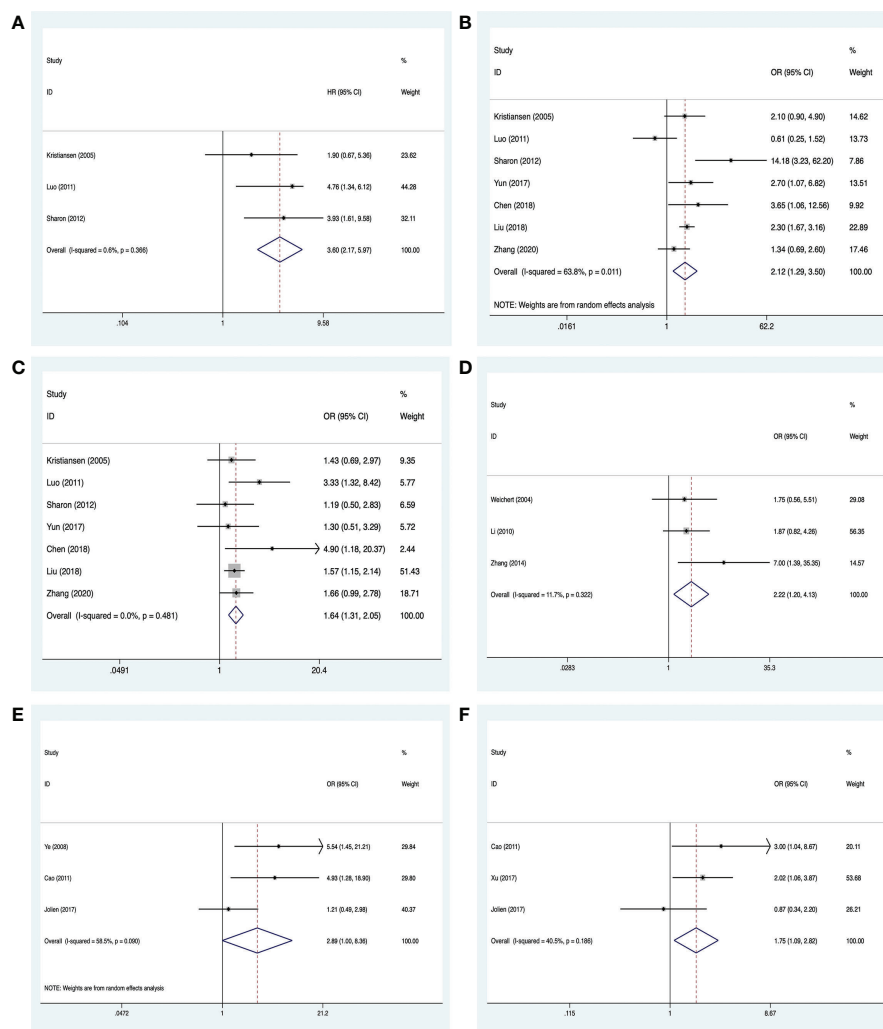 A
Study %
ID HR (95% CI) Weight
Kristiansen (2005) 1.90 (0.67, 5.36) 23.62
Luo (2011) 4.76 (1.34, 6.12) 44.28
Sharon (2012) 3.93 (1.61, 9.58) 32.11
Overall (I-squared = 0.6%, p = 0.366) 3.60 (2.17, 5.97) 100.00
.104 1 9.58
B
Study %
ID OR (95% CI) Weight
Kristiansen (2005) 2.10 (0.90, 4.90) 14.62
Luo (2011) 0.61 (0.25, 1.52) 13.73
Sharon (2012) 14.18 (3.23, 62.20) 7.86
Yun (2017) 2.70 (1.07, 6.82) 13.51
Chen (2018) 3.65 (1.06, 12.56) 9.92
Liu (2018) 2.30 (1.67, 3.16) 22.89
Zhang (2020) 1.34 (0.69, 2.60) 17.46
Overall (I-squared = 63.8%, p = 0.011) 2.12 (1.29, 3.50) 100.00
NOTE: Weights are from random effects analysis
.0161 1 62.2
C
Study %
ID OR (95% CI) Weight
Kristiansen (2005) 1.43 (0.69, 2.97) 9.35
Luo (2011) 3.33 (1.32, 8.42) 5.77
Sharon (2012) 1.19 (0.50, 2.83) 6.59
Yun (2017) 1.30 (0.51, 3.29) 5.72
Chen (2018) 4.90 (1.18, 20.37) 2.44
Liu (2018) 1.57 (1.15, 2.14) 51.43
Zhang (2020) 1.66 (0.99, 2.78) 18.71
Overall (I-squared = 0.0%, p = 0.481) 1.64 (1.31, 2.05) 100.00
.0491 1 20.4
D
Study %
ID OR (95% CI) Weight
Weichert (2004) 1.75 (0.56, 5.51) 29.08
Li (2010) 1.87 (0.82, 4.26) 56.35
Zhang (2014) 7.00 (1.39, 35.35) 14.57
Overall (I-squared = 11.7%, p = 0.322) 2.22 (1.20, 4.13) 100.00
.0283 1 35.3
E
Study %
ID OR (95% CI) Weight
Ye (2008) 5.54 (1.45, 21.21) 29.84
Cao (2011) 4.93 (1.28, 18.90) 29.80
Jolien (2017) 1.21 (0.49, 2.98) 40.37
Overall (I-squared = 58.5%, p = 0.090) 2.89 (1.00, 8.36) 100.00
NOTE: Weights are from random effects analysis
.0472 1 21.2
F
Study %
ID OR (95% CI) Weight
Cao (2011) 3.00 (1.04, 8.67) 20.11
Xu (2017) 2.02 (1.06, 3.87) 53.68
Jolien (2017) 0.87 (0.34, 2.20) 26.21
Overall (I-squared = 40.5%, p = 0.186) 1.75 (1.09, 2.82) 100.00
.115 1 8.67